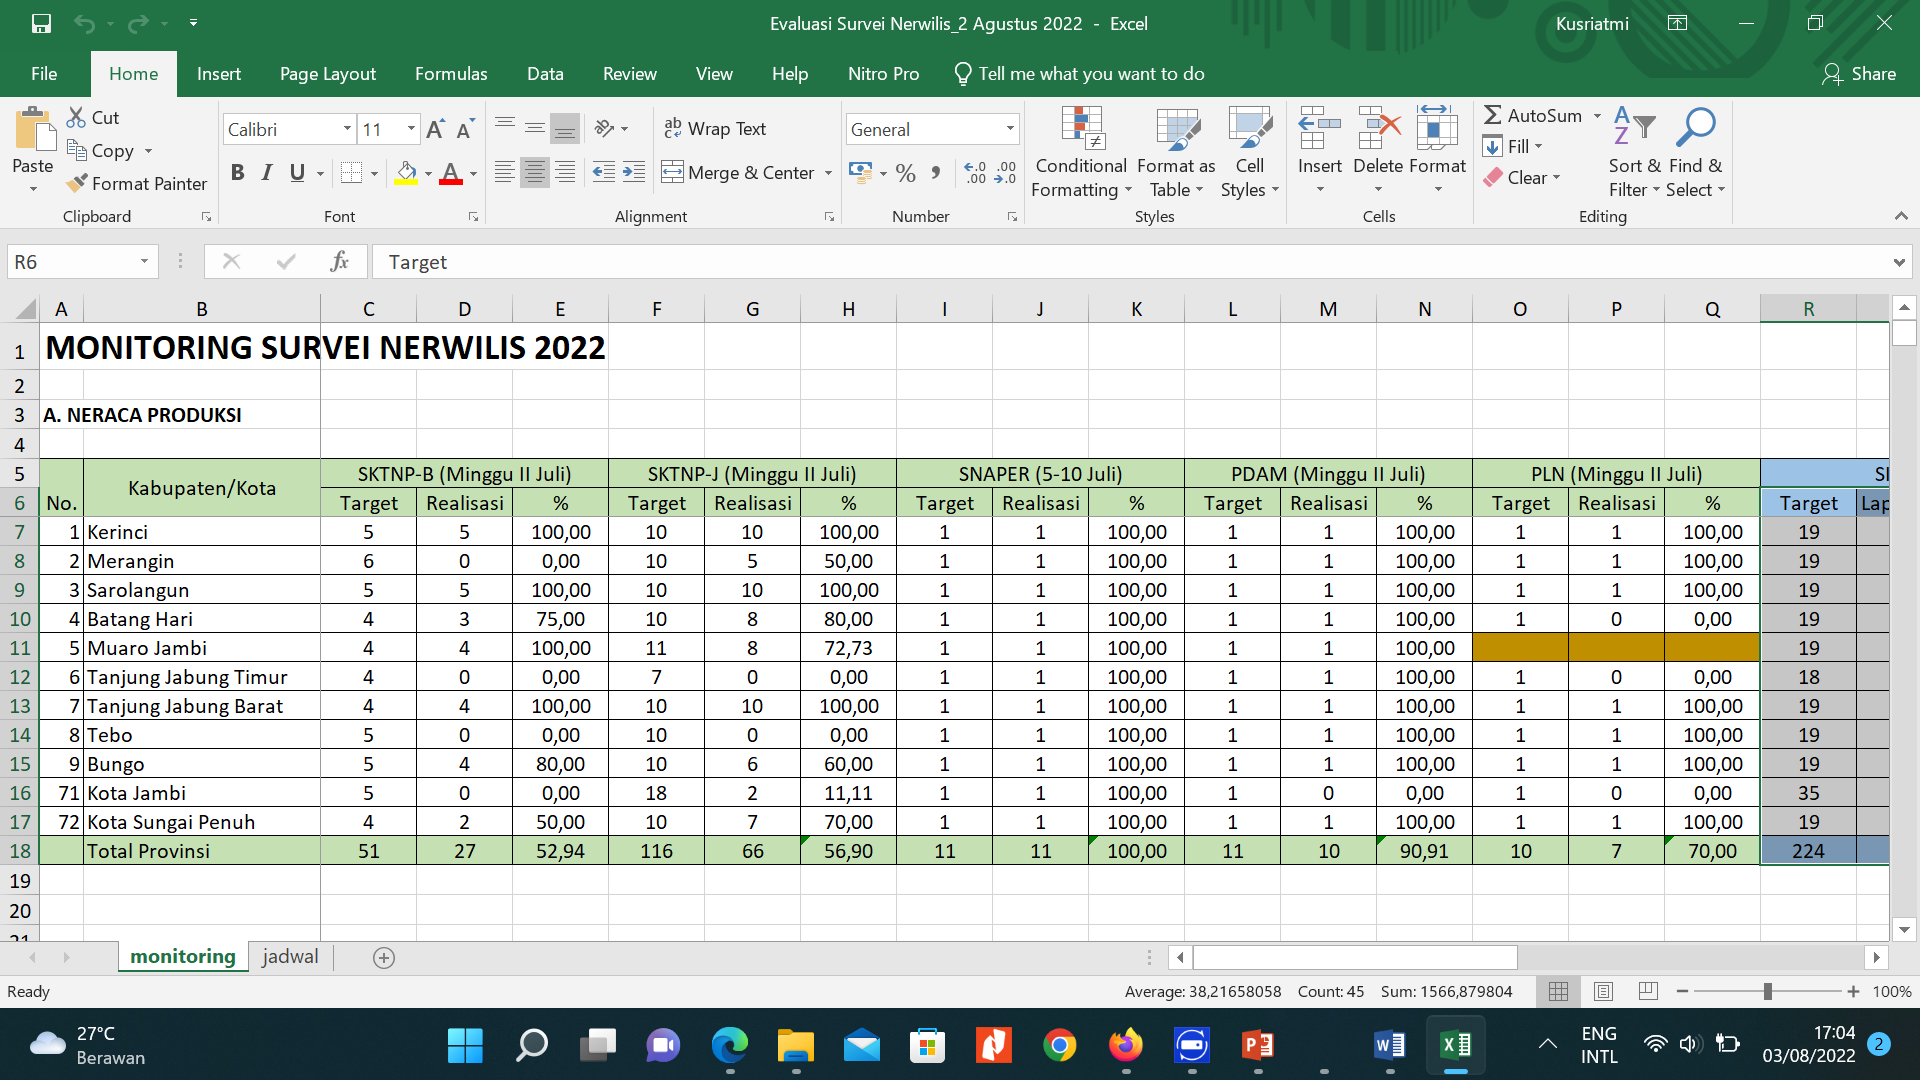 Evaluasi Survei Nerwilis_2 Agustus 2022 - Excel
Kusriatmi
File Home Insert Page Layout Formulas Data Review View Help Nitro Pro Tell me what you want to do Share
Paste Cut Copy Format Painter Clipboard
Calibri 11 B I U A Font
Wrap Text Merge & Center Alignment
General % Number
Conditional Formatting Format as Table Cell Styles Styles
Insert Delete Format Cells
AutoSum Fill Clear Sort & Filter Find & Select Editing
R6 fx Target
A B C D E F G H I J K L M N O P Q R
1 MONITORING SURVEI NERWILIS 2022
2
3 A. NERACA PRODUKSI
4
5 No. Kabupaten/Kota SKTNP-B (Minggu II Juli) SKTNP-J (Minggu II Juli) SNAPER (5-10 Juli) PDAM (Minggu II Juli) PLN (Minggu II Juli)
6 Target Realisasi % Target Realisasi % Target Realisasi % Target Realisasi % Target Realisasi % Target
7 1 Kerinci 5 5 100,00 10 10 100,00 1 1 100,00 1 1 100,00 1 1 100,00 19
8 2 Merangin 6 0 0,00 10 5 50,00 1 1 100,00 1 1 100,00 1 1 100,00 19
9 3 Sarolangun 5 5 100,00 10 10 100,00 1 1 100,00 1 1 100,00 1 1 100,00 19
10 4 Batang Hari 4 3 75,00 10 8 80,00 1 1 100,00 1 1 100,00 1 0 0,00 19
11 5 Muaro Jambi 4 4 100,00 11 8 72,73 1 1 100,00 1 1 100,00 19
12 6 Tanjung Jabung Timur 4 0 0,00 7 0 0,00 1 1 100,00 1 1 100,00 1 0 0,00 18
13 7 Tanjung Jabung Barat 4 4 100,00 10 10 100,00 1 1 100,00 1 1 100,00 1 1 100,00 19
14 8 Tebo 5 0 0,00 10 0 0,00 1 1 100,00 1 1 100,00 1 1 100,00 19
15 9 Bungo 5 4 80,00 10 6 60,00 1 1 100,00 1 1 100,00 1 1 100,00 19
16 71 Kota Jambi 5 0 0,00 18 2 11,11 1 1 100,00 1 0 0,00 1 0 0,00 35
17 72 Kota Sungai Penuh 4 2 50,00 10 7 70,00 1 1 100,00 1 1 100,00 1 1 100,00 19
18 Total Provinsi 51 27 52,94 116 66 56,90 11 11 100,00 11 10 90,91 10 7 70,00 224
19
20
monitoring jadwal
Ready Average: 38,21658058 Count: 45 Sum: 1566,879804 100%
27°C
Berawan
ENG
INTL
17:04
03/08/2022
2